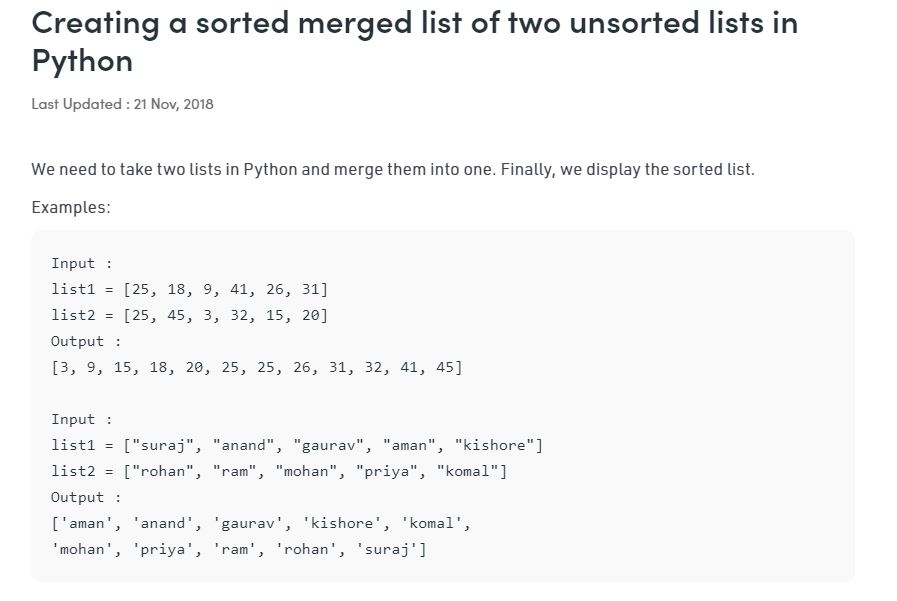 Creating a sorted merged list of two unsorted lists in
Python
Last Updated : 21 Nov, 2018
We need to take two lists in Python and merge them into one. Finally, we display the sorted list.
Examples:
Input :
list1 = [25, 18, 9, 41, 26, 31]
list2 = [25, 45, 3, 32, 15, 20]
Output :
[3, 9, 15, 18, 20, 25, 25, 26, 31, 32, 41, 45]
Input :
list1 = ["suraj", "anand", "gaurav", "aman", "kishore"]
list2 = ["rohan", "ram", "mohan", "priya", "komal"]
Output :
['aman', 'anand', 'gaurav', 'kishore', 'komal',
'mohan', 'priya', 'ram', 'rohan', 'suraj']